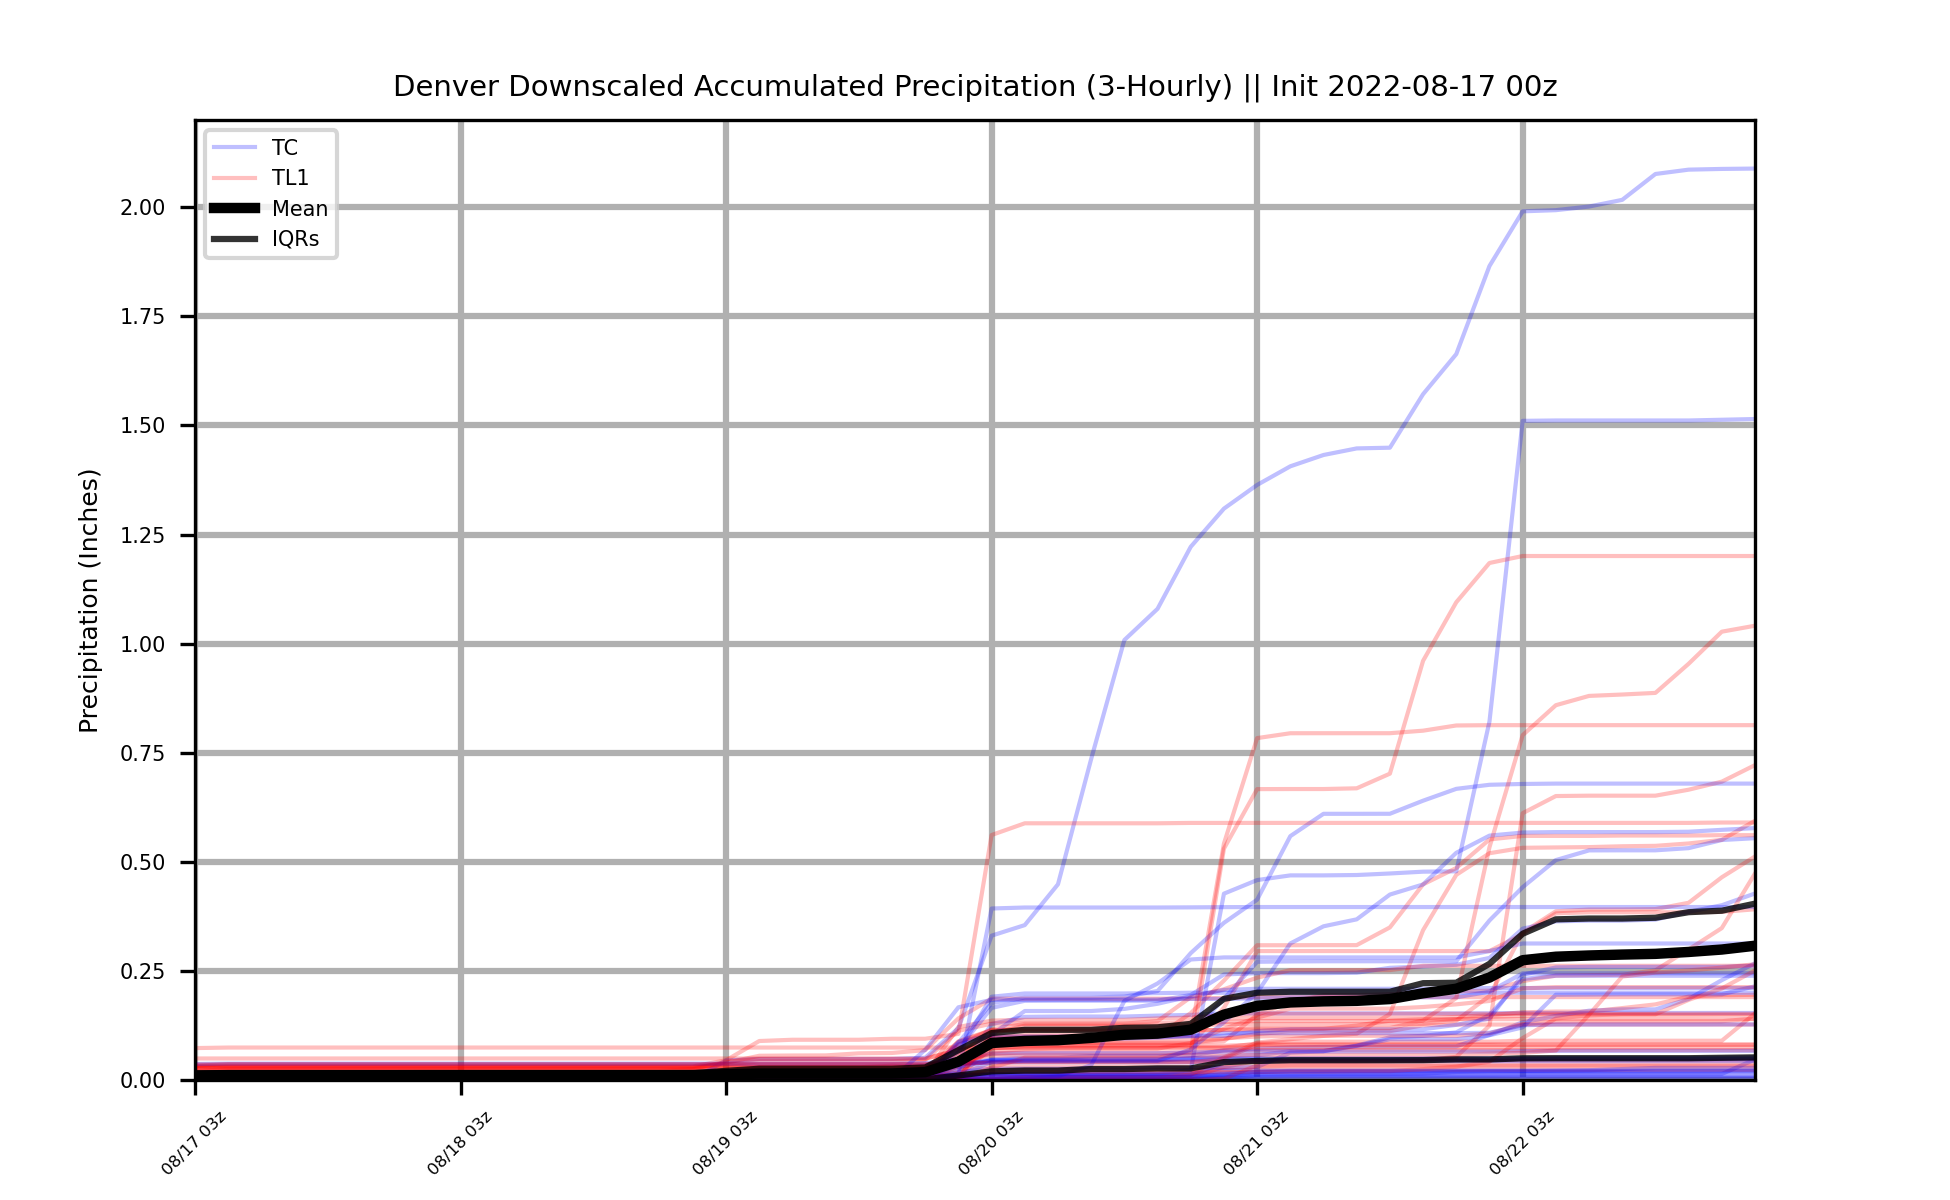 Denver Downscaled Accumulated Precipitation (3-Hourly) || Init 2022-08-17 00z
TC
TL1
Mean
IQRs
Precipitation (Inches)
2.00
1.75
1.50
1.25
1.00
0.75
0.50
0.25
0.00
08/17 03z
08/18 03z
08/19 03z
08/20 03z
08/21 03z
08/22 03z